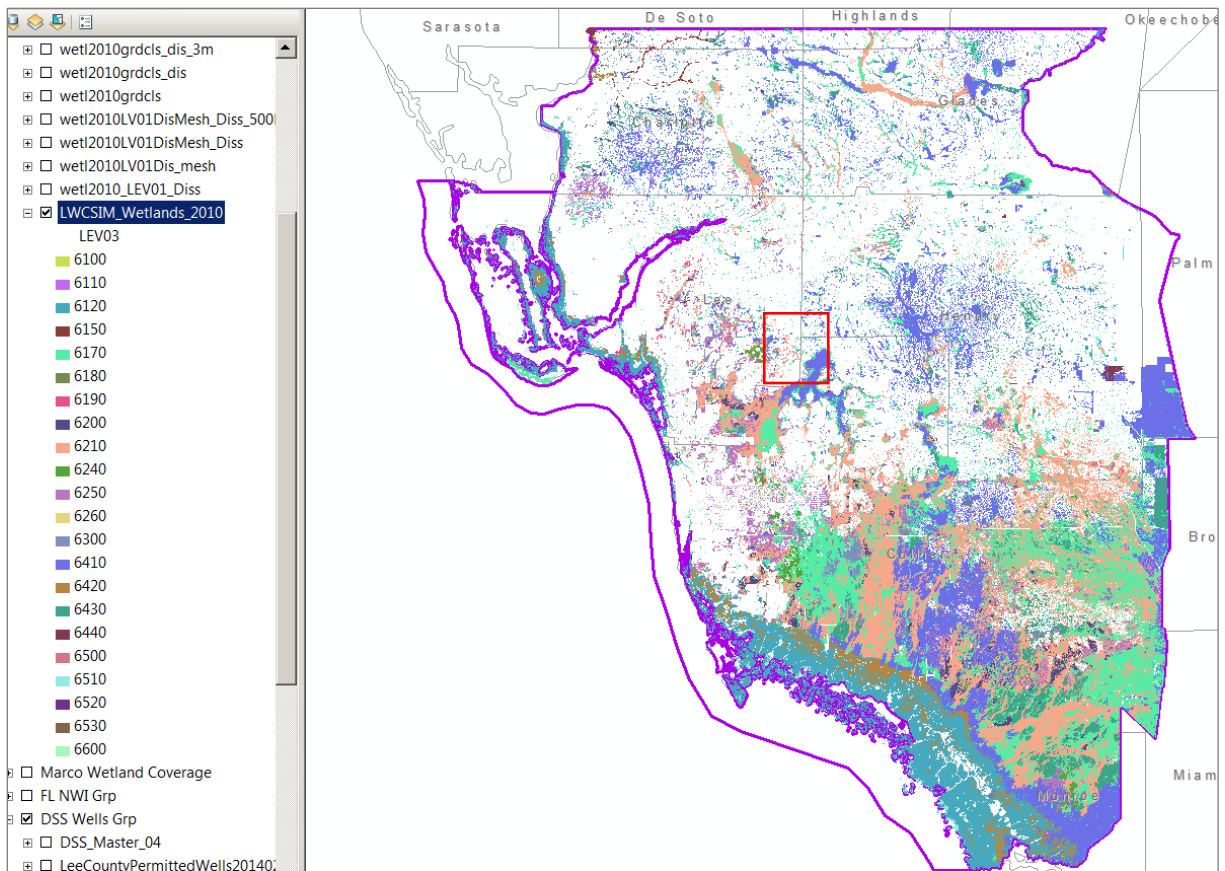 wetl2010grdcls_dis_3m
wetl2010grdcls_dis
wetl2010grdcls
wetl2010LV01DisMesh_Diss_500
wetl2010LV01DisMesh_Diss
wetl2010LV01Dis_mesh
wetl2010_LEV01_Diss
LWCSIM_Wetlands_2010
LEV03
6100
6110
6120
6150
6170
6180
6190
6200
6210
6240
6250
6260
6300
6410
6420
6430
6440
6500
6510
6520
6530
6600
Marco Wetland Coverage
FL NWI Grp
DSS Wells Grp
DSS_Master_04
LeeCountyPermittedWells201402
Sarasota
De Soto
Highlands
Okeechobe
Charlotte
Glades
Lee
Palm
Bro
Miam
Monroe